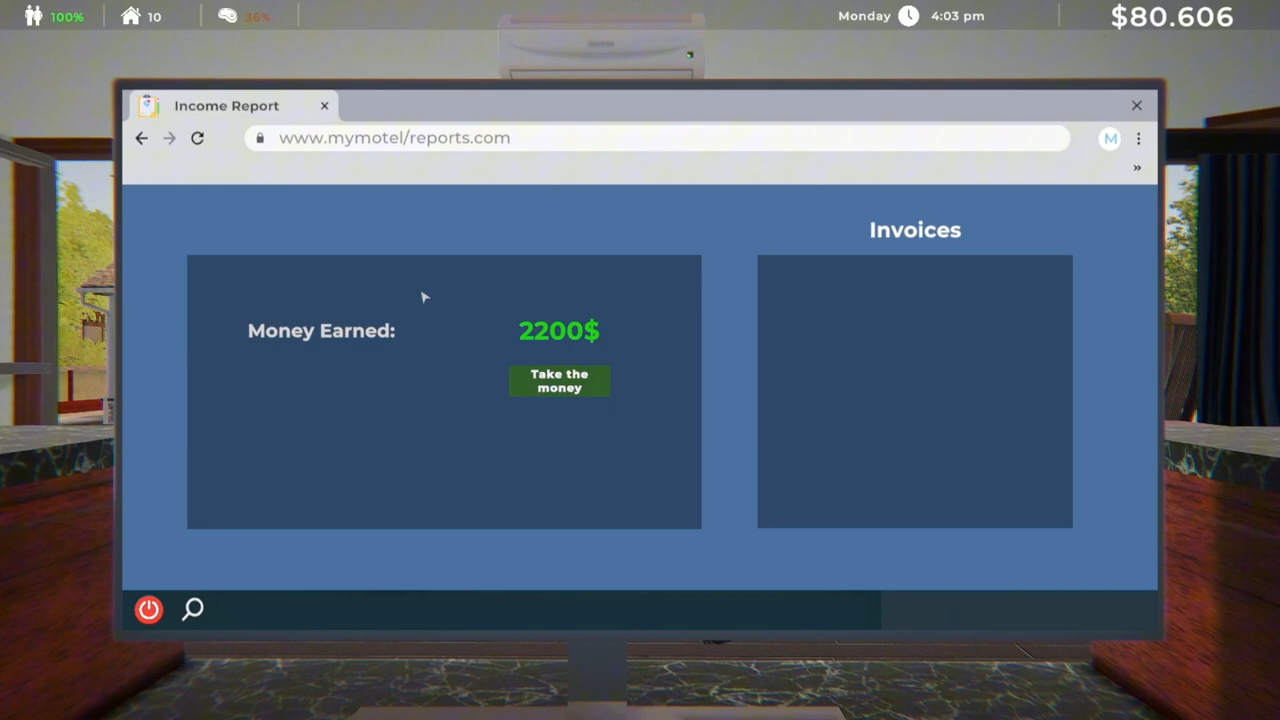 100%
10
36%
Monday
4:03 pm
$80.606
Income Report
www.mymotel/reports.com
M
Invoices
Money Earned:
2200$
Take the
money